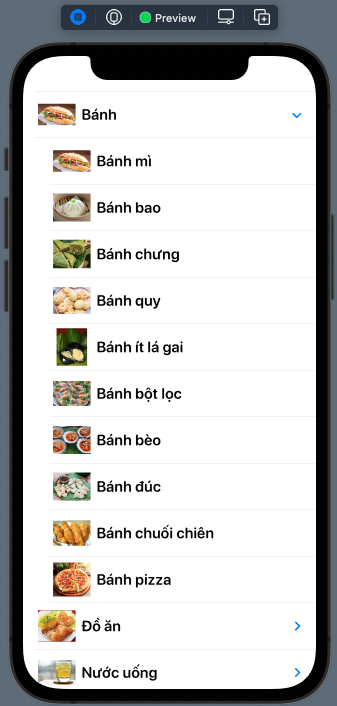 Preview
Bánh
Bánh mì
Bánh bao
Bánh chưng
Bánh quy
Bánh ít lá gai
Bánh bột lọc
Bánh bèo
Bánh đúc
Bánh chuối chiên
Bánh pizza
Đồ ăn
Nước uống